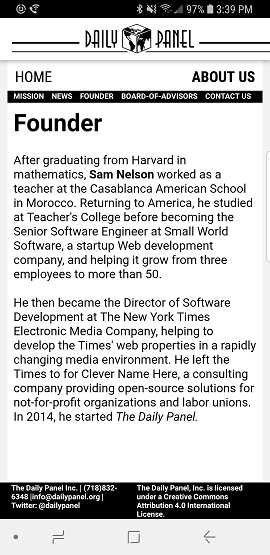 97% 3:39 PM
DAILY PANEL
HOME ABOUT US
MISSION NEWS FOUNDER BOARD-OF-ADVISORS CONTACT US
Founder
After graduating from Harvard in
mathematics, Sam Nelson worked as a
teacher at the Casablanca American School
in Morocco. Returning to America, he studied
at Teacher's College before becoming the
Senior Software Engineer at Small World
Software, a startup Web development
company, and helping it grow from three
employees to more than 50.
He then became the Director of Software
Development at The New York Times
Electronic Media Company, helping to
develop the Times' web properties in a rapidly
changing media environment. He left the
Times to for Clever Name Here, a consulting
company providing open-source solutions for
not-for-profit organizations and labor unions.
In 2014, he started The Daily Panel.
The Daily Panel Inc. | (718)832-
6348 |info@dailypanel.org |
Twitter: @dailypanel
The Daily Panel, Inc. is licensed
under a Creative Commons
Attribution 4.0 International
License.